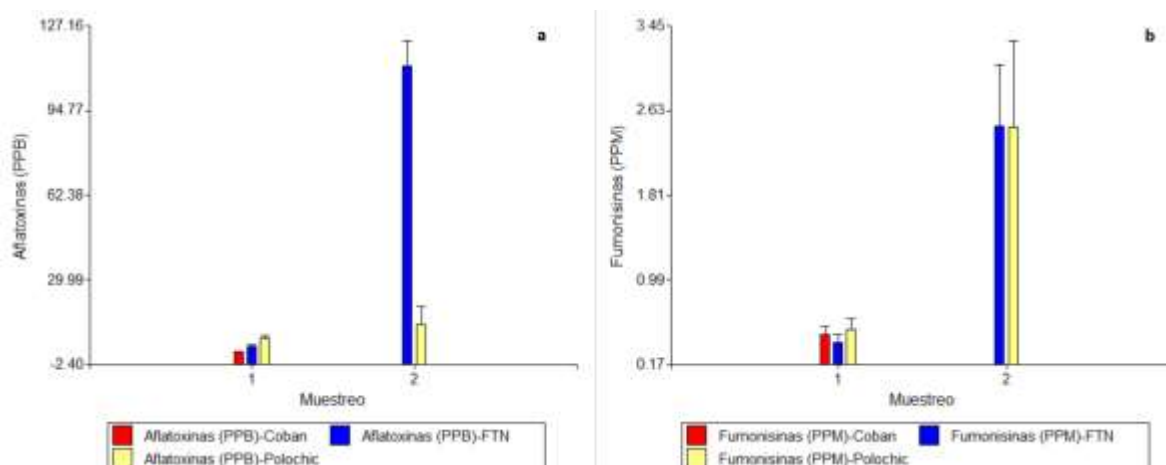 127.16
a
94.77
Aflatoxinas (PPB)
62.38
29.99
-2.40
1
2
Muestreo
Aflatoxinas (PPB)-Coban
Aflatoxinas (PPB)-FTN
Aflatoxinas (PPB)-Polochic
3.45
b
2.63
Fumonisinas (PPM)
1.81
0.99
0.17
1
2
Muestreo
Fumonisinas (PPM)-Coban
Fumonisinas (PPM)-FTN
Fumonisinas (PPM)-Polochic